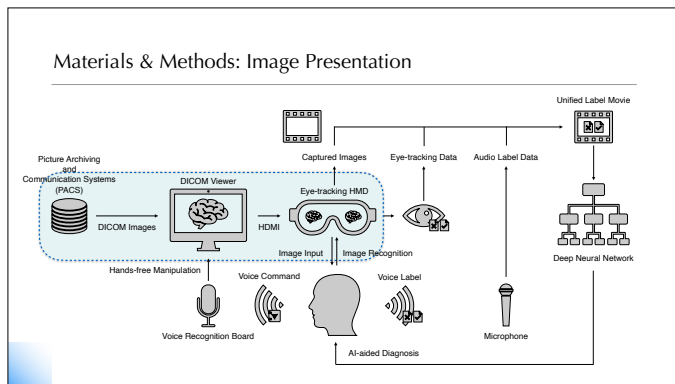 Materials & Methods: Image Presentation
Unified Label Movie
Captured Images
Eye-tracking Data
Audio Label Data
Picture Archiving
and
Communication Systems
(PACS)
DICOM Viewer
Eye-tracking HMD
DICOM Images
HDMI
Image Input
Image Recognition
Deep Neural Network
Hands-free Manipulation
Voice Command
Voice Label
Voice Recognition Board
Microphone
AI-aided Diagnosis